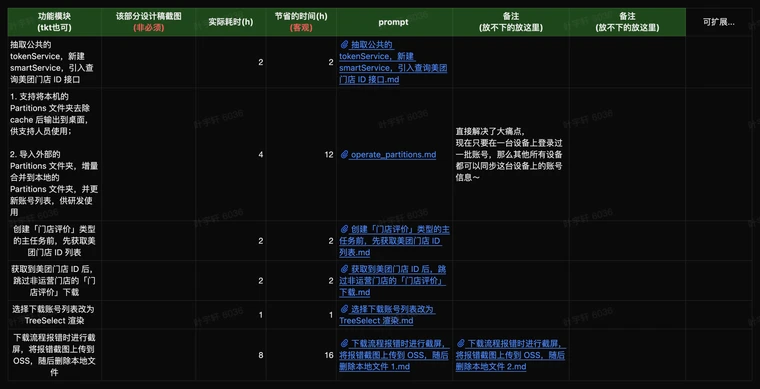 功能模块
(tkt也可)
该部分设计稿截图
(非必须)
实际耗时(h)
节省的时间(h)
(客观)
prompt
备注
(放不下的放这里)
备注
(放不下的放这里)
可扩展...
抽取公共的
tokenService，新建
smartService，引入查
询美团门店 ID 接口
2
2
抽取公共的
tokenService，新建
smartService，引入查询美团
门店 ID 接口.md
1. 支持将本机的
Partitions 文件夹去除
cache 后输出到桌面，
供支持人员使用；
2. 导入外部的
Partitions 文件夹，增量
合并到本地的
Partitions 文件夹，并更
新账号列表，供研发使
用
4
12
operate_partitions.md
直接解决了大痛点，
现在只要在一台设备上登录过
一批账号，那么其他所有设备
都可以同步这台设备上的账号
信息～
创建「门店评价」类型
的主任务前，先获取美
团门店 ID 列表
2
2
创建「门店评价」类型的主
任务前，先获取美团门店 ID
列表.md
获取到美团门店 ID 后，
跳过非运营门店的「门
店评价」下载
2
2
获取到美团门店 ID 后，跳
过非运营门店的「门店评价」
下载.md
选择下载账号列表改为
TreeSelect 渲染
1
1
选择下载账号列表改为
TreeSelect 渲染.md
下载流程报错时进行截
屏，将报错截图上传到
OSS，随后删除本地文
件
8
16
下载流程报错时进行截屏，
将报错截图上传到 OSS，随后
删除本地文件 1.md
下载流程报错时进行截屏，
将报错截图上传到 OSS，随后
删除本地文件 2.md